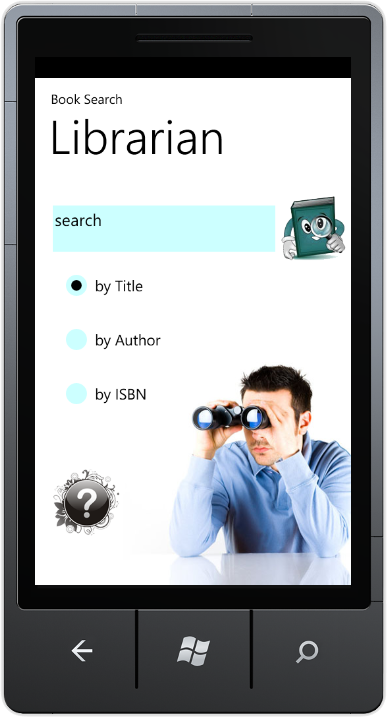 Book Search
Librarian
search
by Title
by Author
by ISBN
?